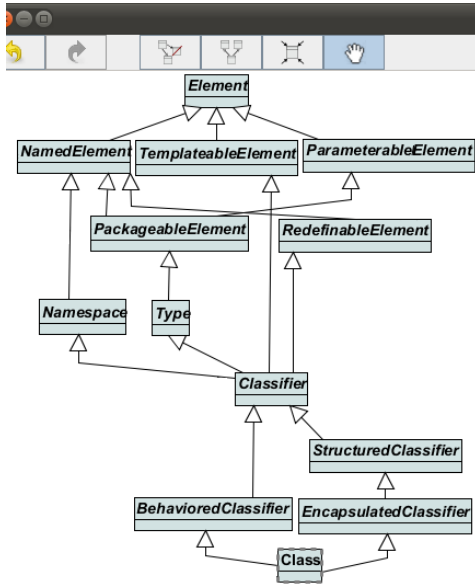 Element
NamedElement
TemplateableElement
ParameterableElement
PackageableElement
RedefinableElement
Namespace
Type
Classifier
StructuredClassifier
BehavioredClassifier
EncapsulatedClassifier
Class